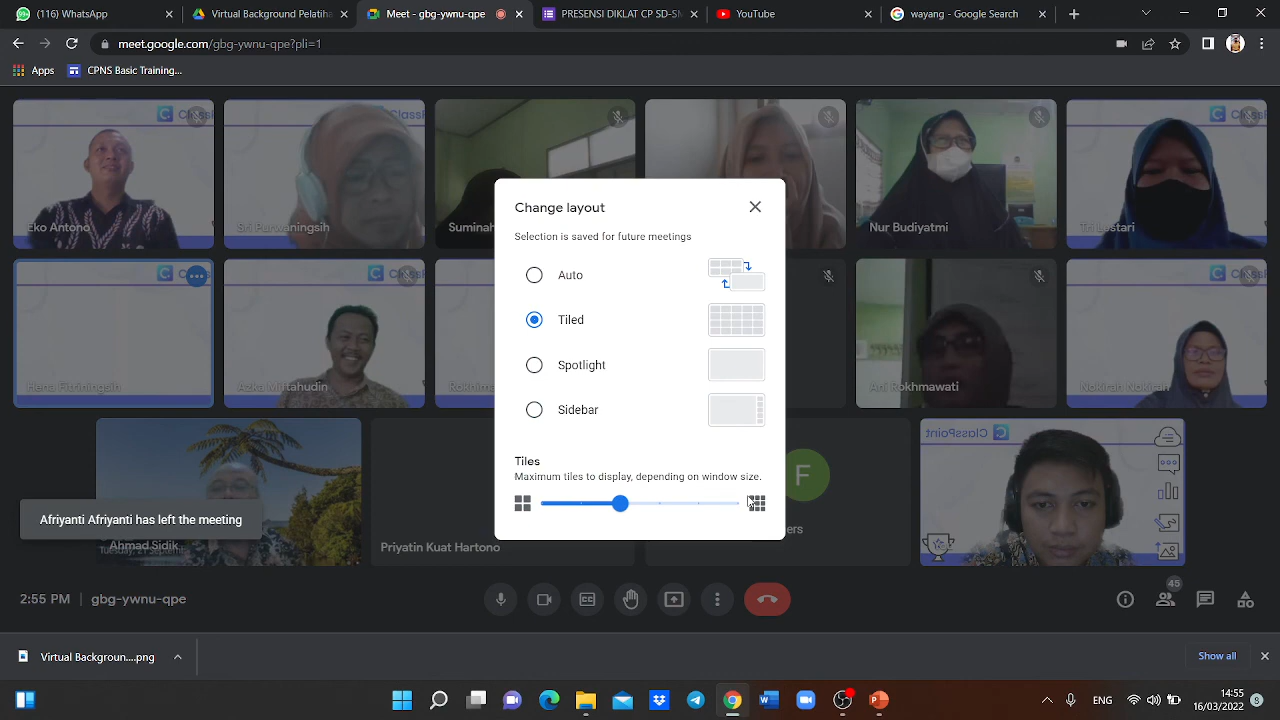 (116) WhatsApp
Virtual Background Pelatiha
Meet - gbg-ywnu-qpe
PRESENSI DIKLAT CP SD-SM
YouTube
wayang - Google Search
meet.google.com/gbg-ywnu-qpe?pli=1
Apps
CPNS Basic Training...
Eko Antono
Sri Purwaningsih
Suminah
Nur Budiyatmi
Tri Lestari
Change layout
Selection is saved for future meetings
Auto
Tiled
Spotlight
Sidebar
Tiles
Maximum tiles to display, depending on window size.
Hena Fitriningsih
Azka Miftahudin
Ani Rokhmawati
Nokiran Nokiran
ClassPoint
F
Afriyanti Afriyanti has left the meeting
Ahmad Sidik
Priyatin Kuat Hartono
2:55 PM | gbg-ywnu-qpe
45
Virtual Backgroun....png
Show all
ENG
14:55
16/03/2022